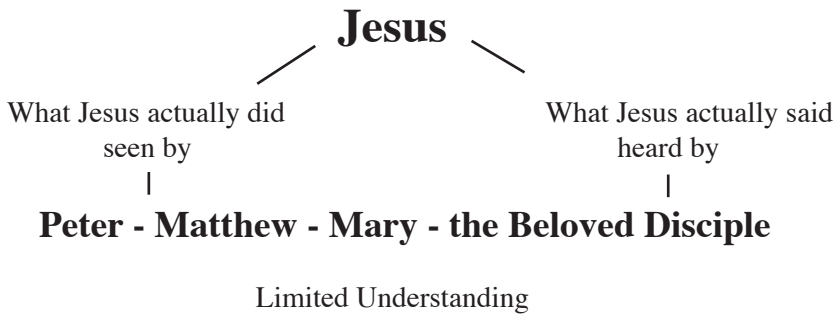 Jesus
What Jesus actually did
seen by
What Jesus actually said
heard by
Peter - Matthew - Mary - the Beloved Disciple
Limited Understanding